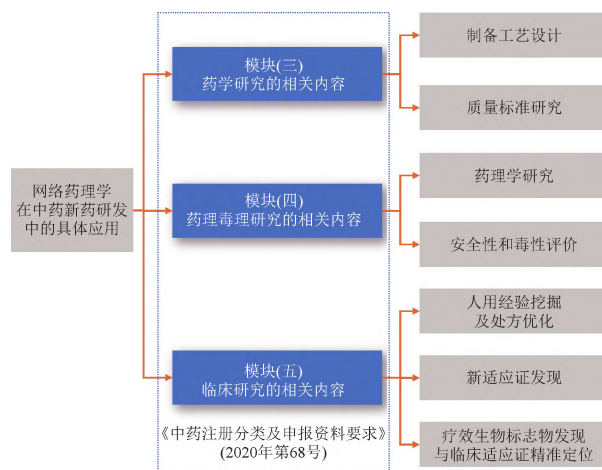 网络药理学
在中药新药研发
中的具体应用
模块(三)
药学研究的相关内容
制备工艺设计
质量标准研究
模块(四)
药理毒理研究的相关内容
药理学研究
安全性和毒性评价
模块(五)
临床研究的相关内容
人用经验挖掘
及处方优化
新适应证发现
疗效生物标志物发现
与临床适应证精准定位
《中药注册分类及申报资料要求》
(2020年第68号)